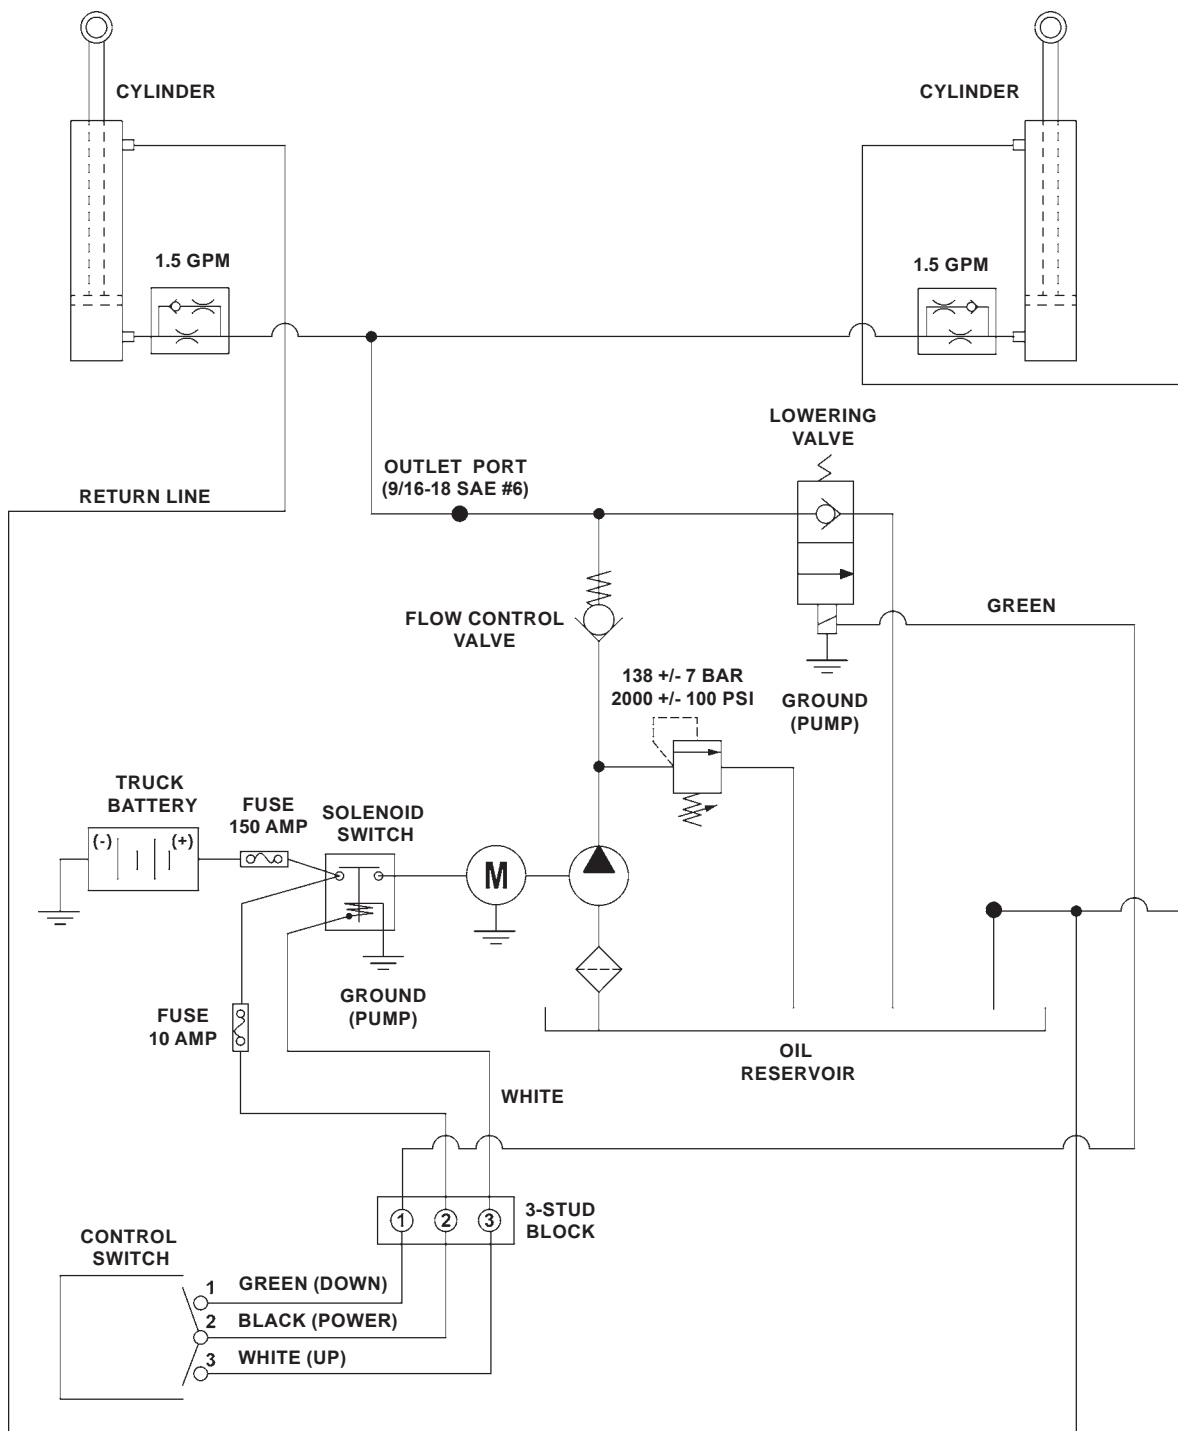 CYLINDER
CYLINDER
1.5 GPM
1.5 GPM
LOWERING
VALVE
OUTLET PORT
(9/16-18 SAE #6)
RETURN LINE
GREEN
FLOW CONTROL
VALVE
138 +/- 7 BAR
2000 +/- 100 PSI
GROUND
(PUMP)
TRUCK
BATTERY
FUSE
150 AMP
SOLENOID
SWITCH
(-)
(+)
M
GROUND
(PUMP)
FUSE
10 AMP
OIL
RESERVOIR
WHITE
1
2
3
3-STUD
BLOCK
CONTROL
SWITCH
1 GREEN (DOWN)
2 BLACK (POWER)
3 WHITE (UP)